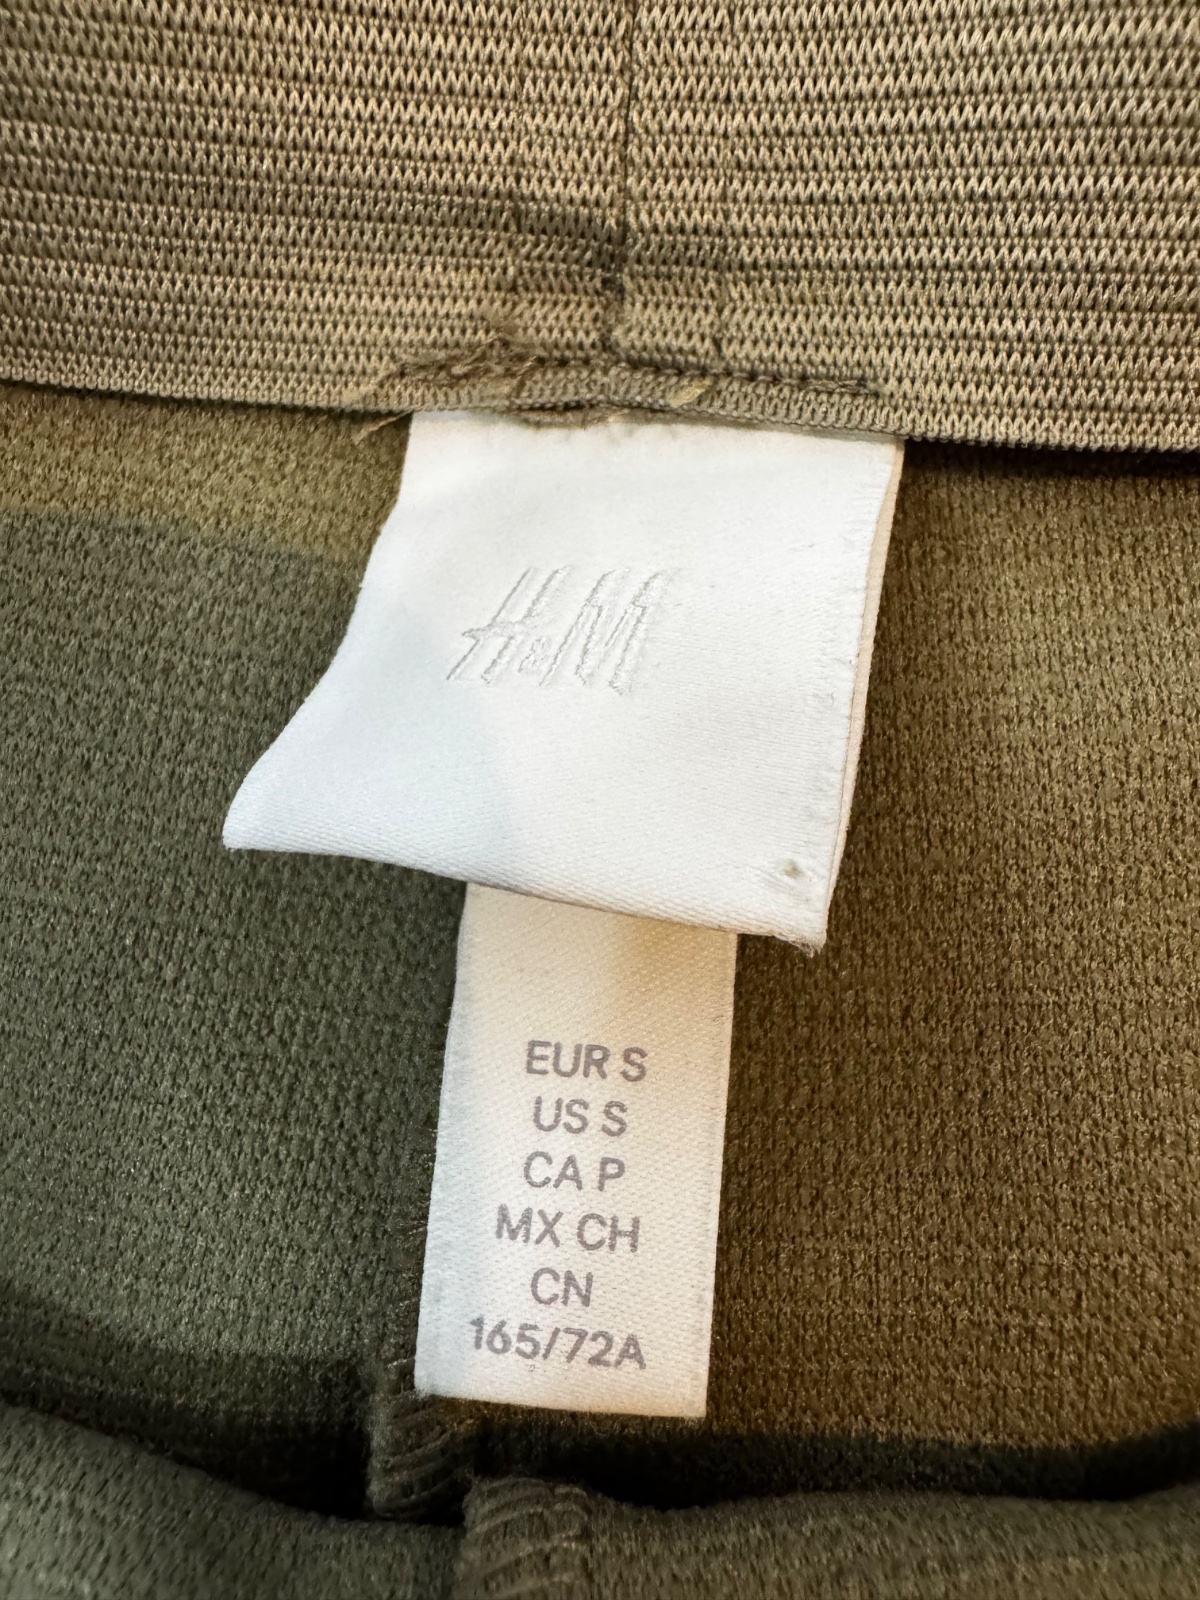 H&M
EUR S
US S
CA P
MX CH
CN
165/72A